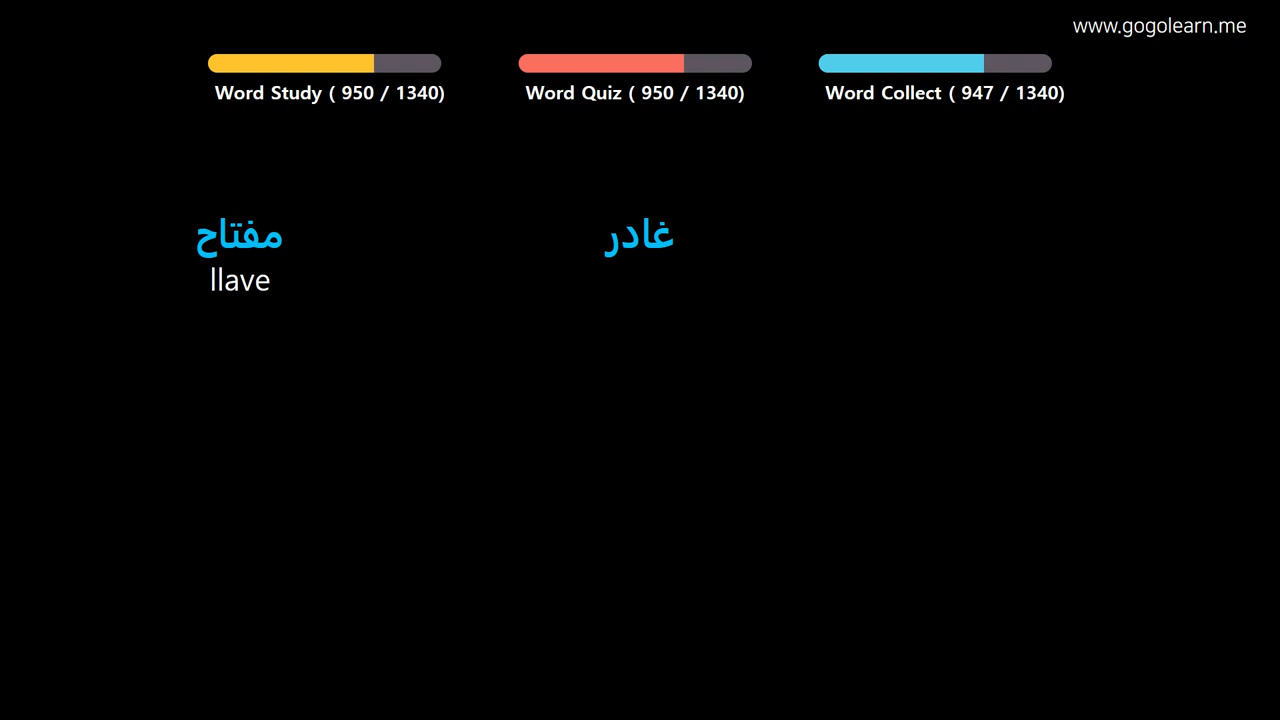 www.gogolearn.me
Word Study ( 950 / 1340)
Word Quiz ( 950 / 1340)
Word Collect ( 947 / 1340)
مفتاح
llave
غادر